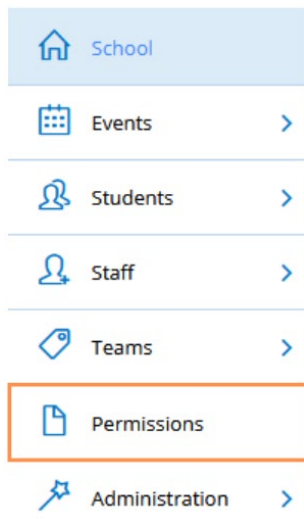 School
Events
Students
Staff
Teams
Permissions
Administration